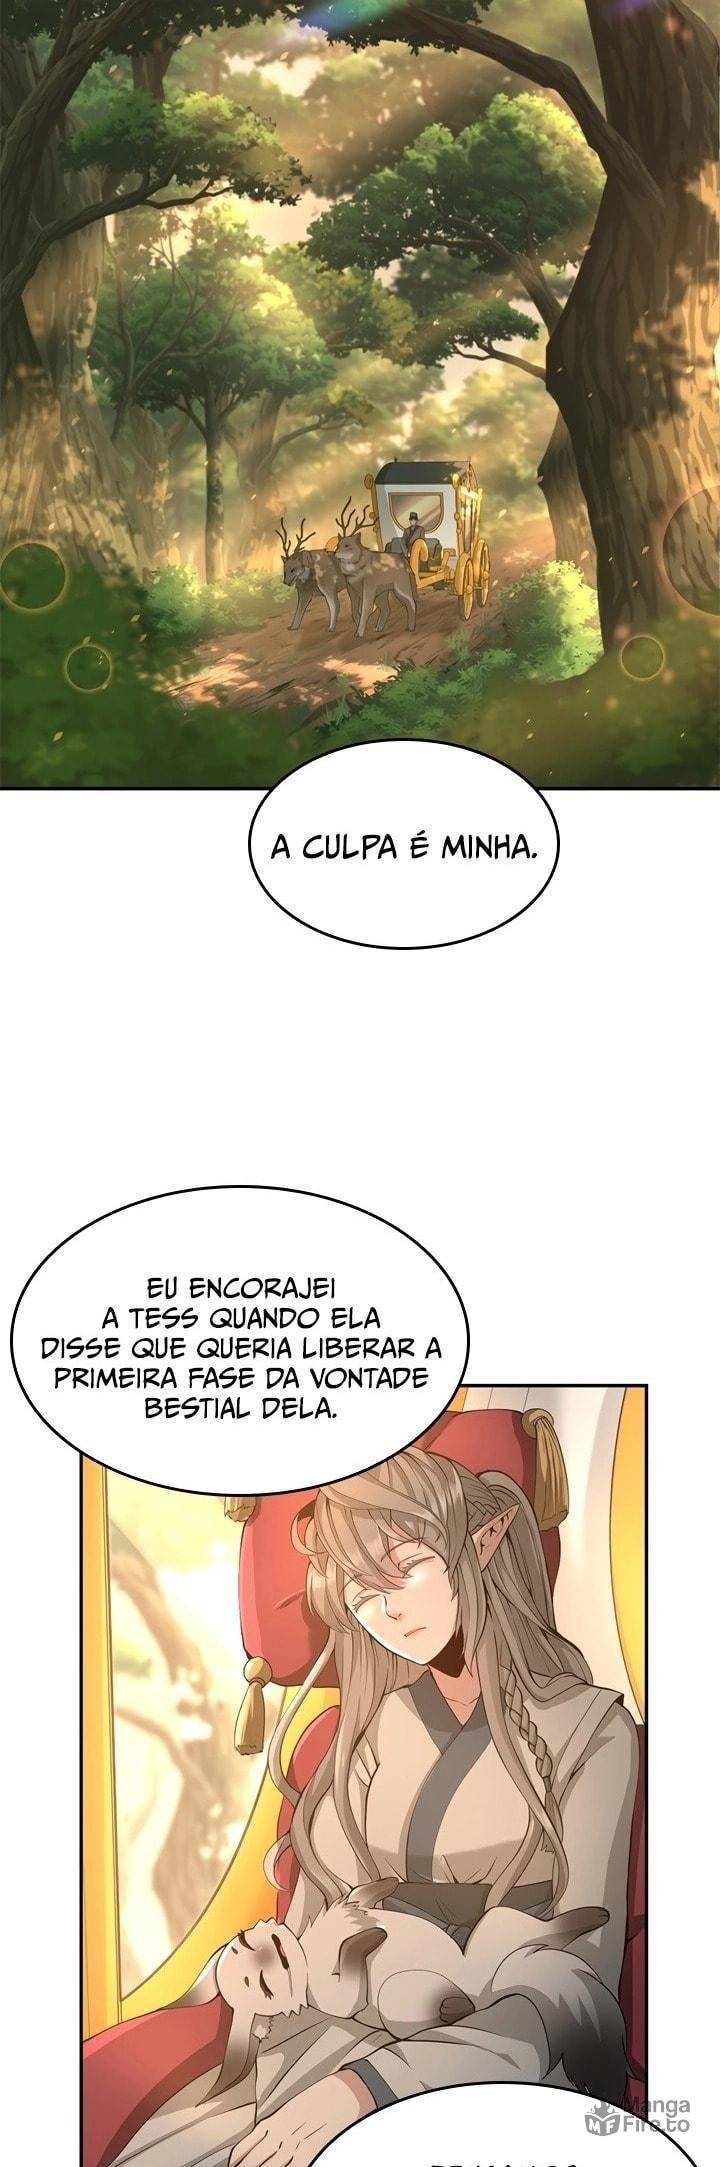 A CULPA É MINHA.
EU ENCORAJEI
A TESS QUANDO ELA
DISSE QUE QUERIA LIBERAR A
PRIMEIRA FASE DA VONTADE
BESTIAL DELA.
Manga
MF Fire.to